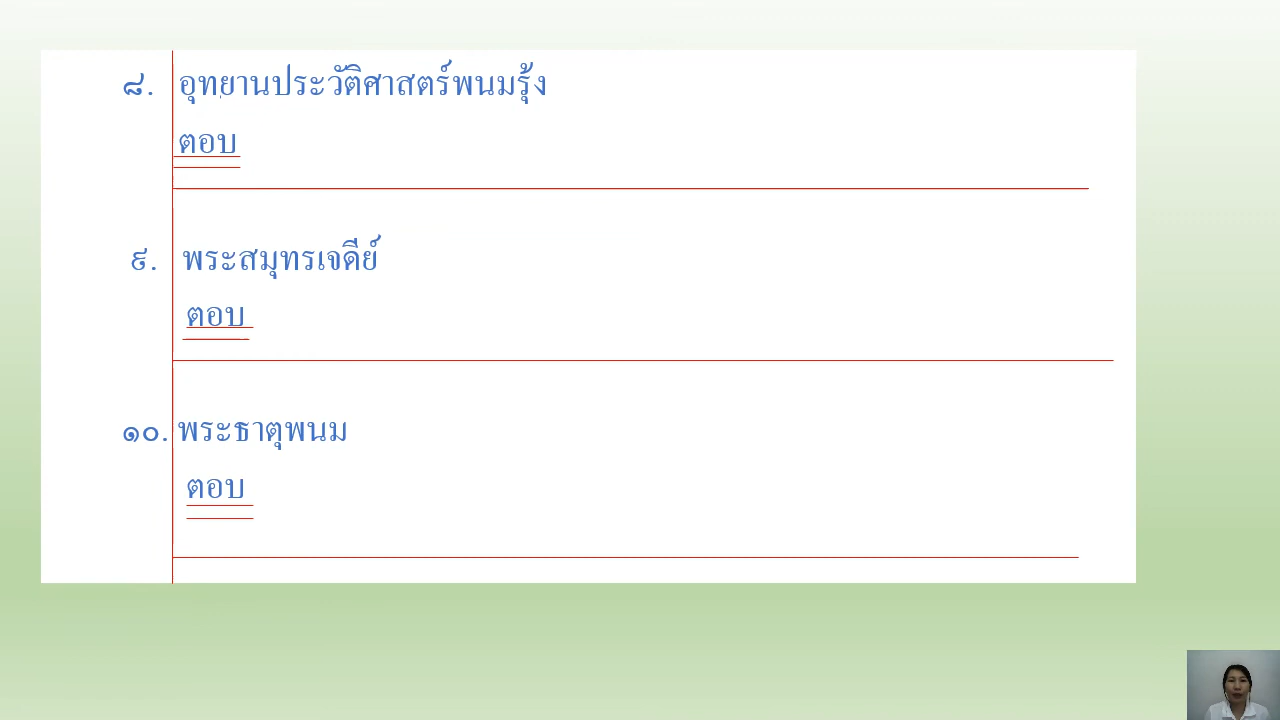 ๘. อุทยานประวัติศาสตร์พนมรุ้ง
ตอบ
๙. พระสมุทรเจดีย์
ตอบ
๑๐. พระธาตุพนม
ตอบ